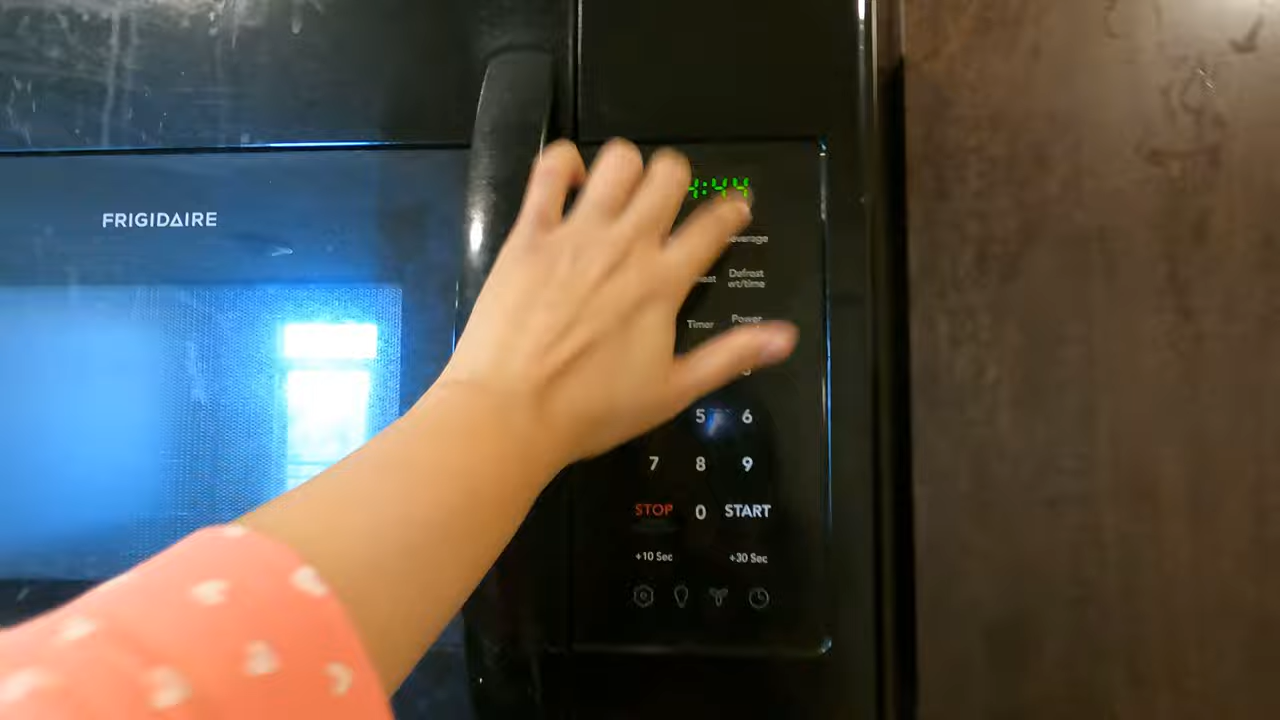 FRIGIDAIRE
4:44
Defrost
wt/time
Timer Power
5 6
7 8 9
STOP 0 START
+10 Sec +30 Sec